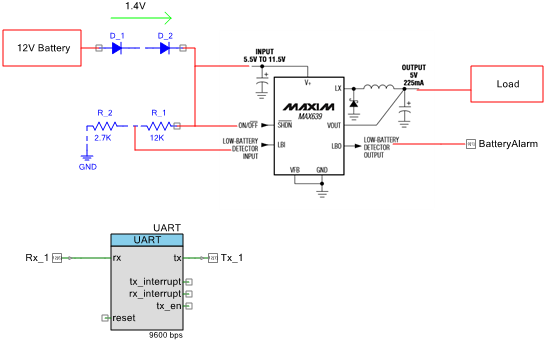 1.4V
D_1
D_2
12V Battery
INPUT
5.5V TO 11.5V
OUTPUT
5V
225mA
Load
V+
LX
MAXIM
MAX639
R_2
R_1
2.7K
12K
GND
ON/OFF
SHDN
VOUT
LOW-BATTERY
DETECTOR
INPUT
LBI
LBO
LOW-BATTERY
DETECTOR
OUTPUT
BatteryAlarm
VFB
GND
UART
UART
Rx_1
rx
tx
Tx_1
tx_interrupt
rx_interrupt
tx_en
reset
9600 bps